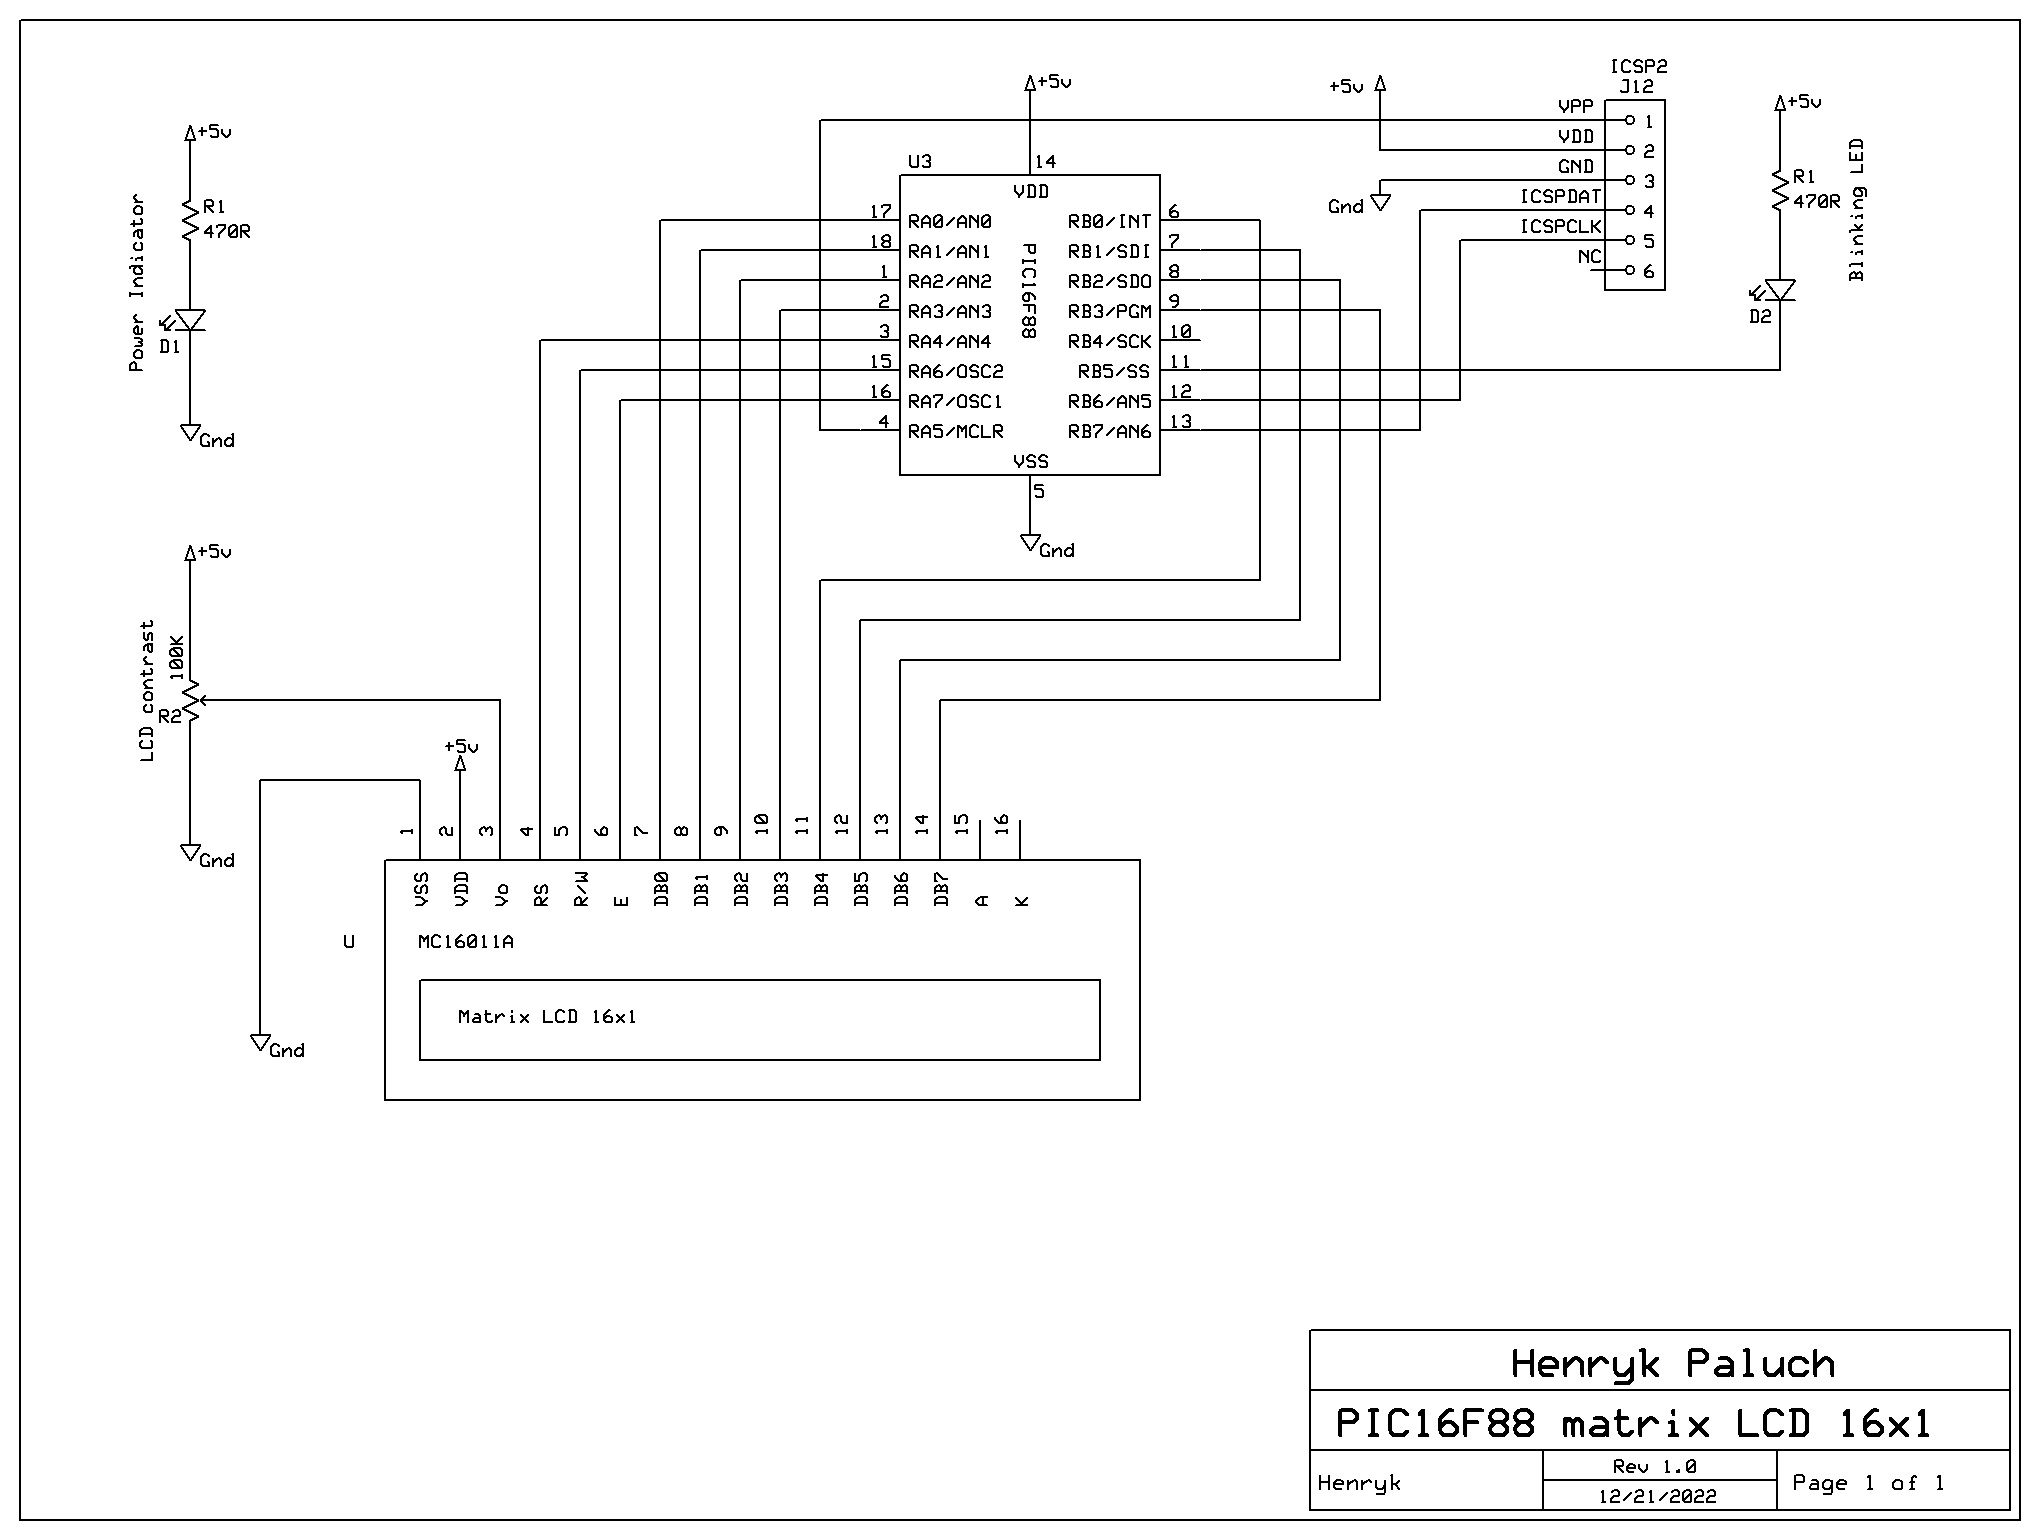 ICSP2
J12
+5v
+5v
VPP
1
VDD
2
GND
3
Gnd
ICSPDAT
4
ICSPCLK
5
NC
6
+5v
R1
470R
D2
Blinking LED
+5v
R1
470R
D1
Power Indicator
Gnd
U3
14
VDD
17 RA0/AN0 RB0/INT 6
18 RA1/AN1 RB1/SDI 7
1 RA2/AN2 RB2/SDO 8
2 RA3/AN3 RB3/PGM 9
3 RA4/AN4 RB4/SCK 10
15 RA6/OSC2 RB5/SS 11
16 RA7/OSC1 RB6/AN5 12
4 RA5/MCLR RB7/AN6 13
PIC16F88
VSS
5
Gnd
+5v
LCD contrast
100K
R2
Gnd
+5v
1 2 3 4 5 6 7 8 9 10 11 12 13 14 15 16
VSS VDD Vo RS R/W E DB0 DB1 DB2 DB3 DB4 DB5 DB6 DB7 A K
U
MC16011A
Matrix LCD 16x1
Gnd
Henryk Paluch
PIC16F88 matrix LCD 16x1
Henryk
Rev 1.0
12/21/2022
Page 1 of 1